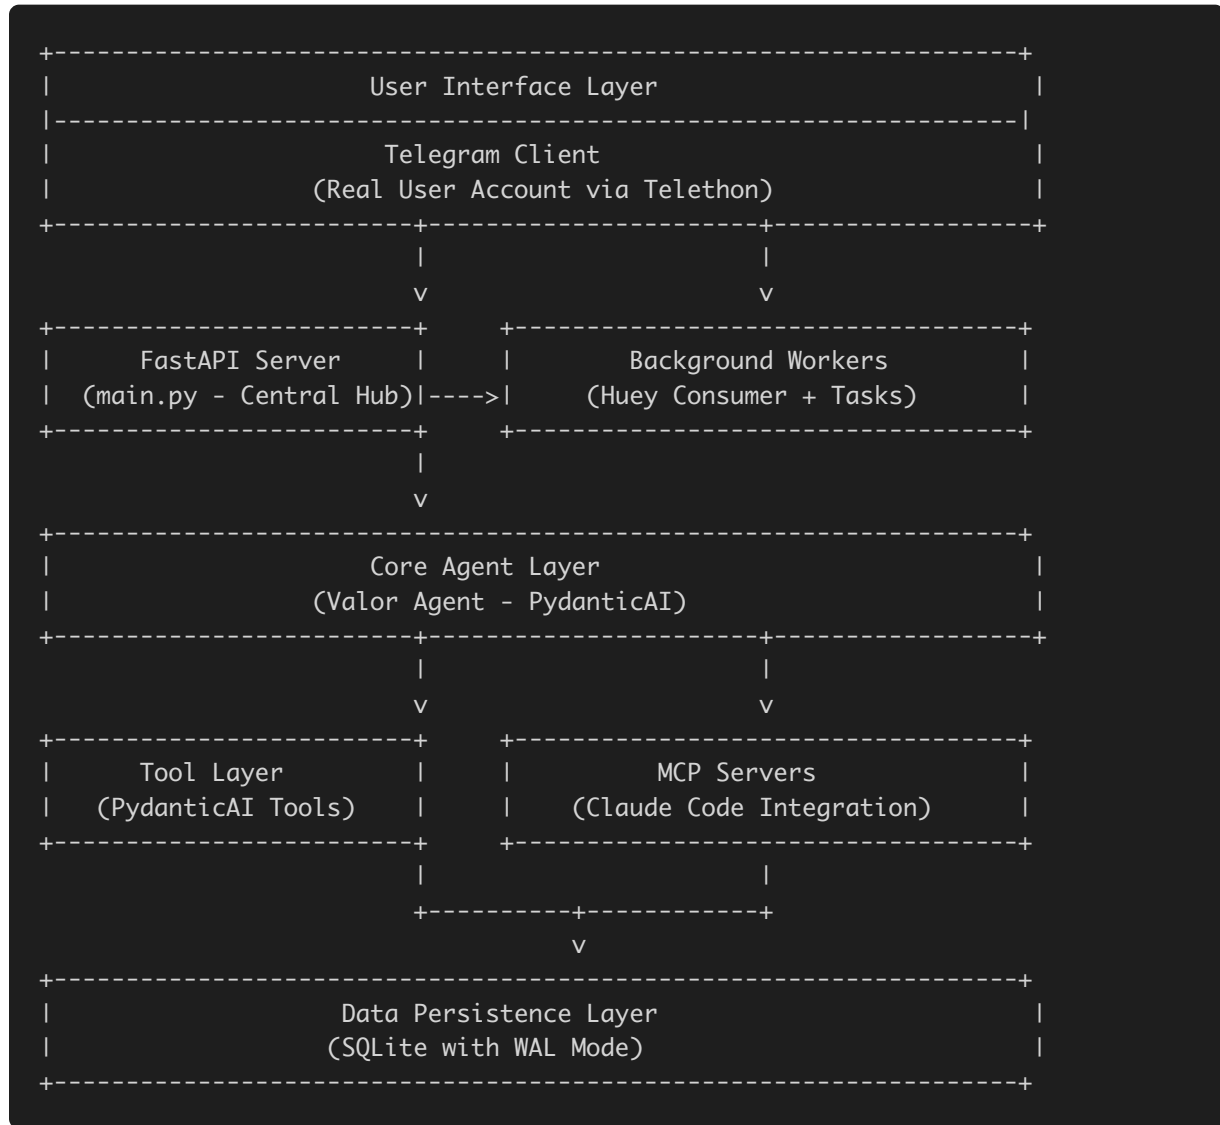 +-------------------------------------------------------------------+
|                      User Interface Layer                          |
|-------------------------------------------------------------------|
|                       Telegram Client                              |
|                  (Real User Account via Telethon)                  |
+-------------------------+-----------------------+------------------+
                          |                       |
                          v                       v
+-------------------------+     +-----------------------------------+
|      FastAPI Server     |     |        Background Workers         |
|  (main.py - Central Hub)|---->|     (Huey Consumer + Tasks)       |
+-------------------------+     +-----------------------------------+
                          |
                          v
+-------------------------------------------------------------------+
|                      Core Agent Layer                              |
|                  (Valor Agent - PydanticAI)                        |
+-------------------------+-----------------------+------------------+
                          |                       |
                          v                       v
+-------------------------+     +-----------------------------------+
|      Tool Layer         |     |          MCP Servers              |
|   (PydanticAI Tools)    |     |    (Claude Code Integration)      |
+-------------------------+     +-----------------------------------+
                          |                       |
                          +----------+------------+
                                     v
+-------------------------------------------------------------------+
|                    Data Persistence Layer                          |
|                   (SQLite with WAL Mode)                           |
+-------------------------------------------------------------------+